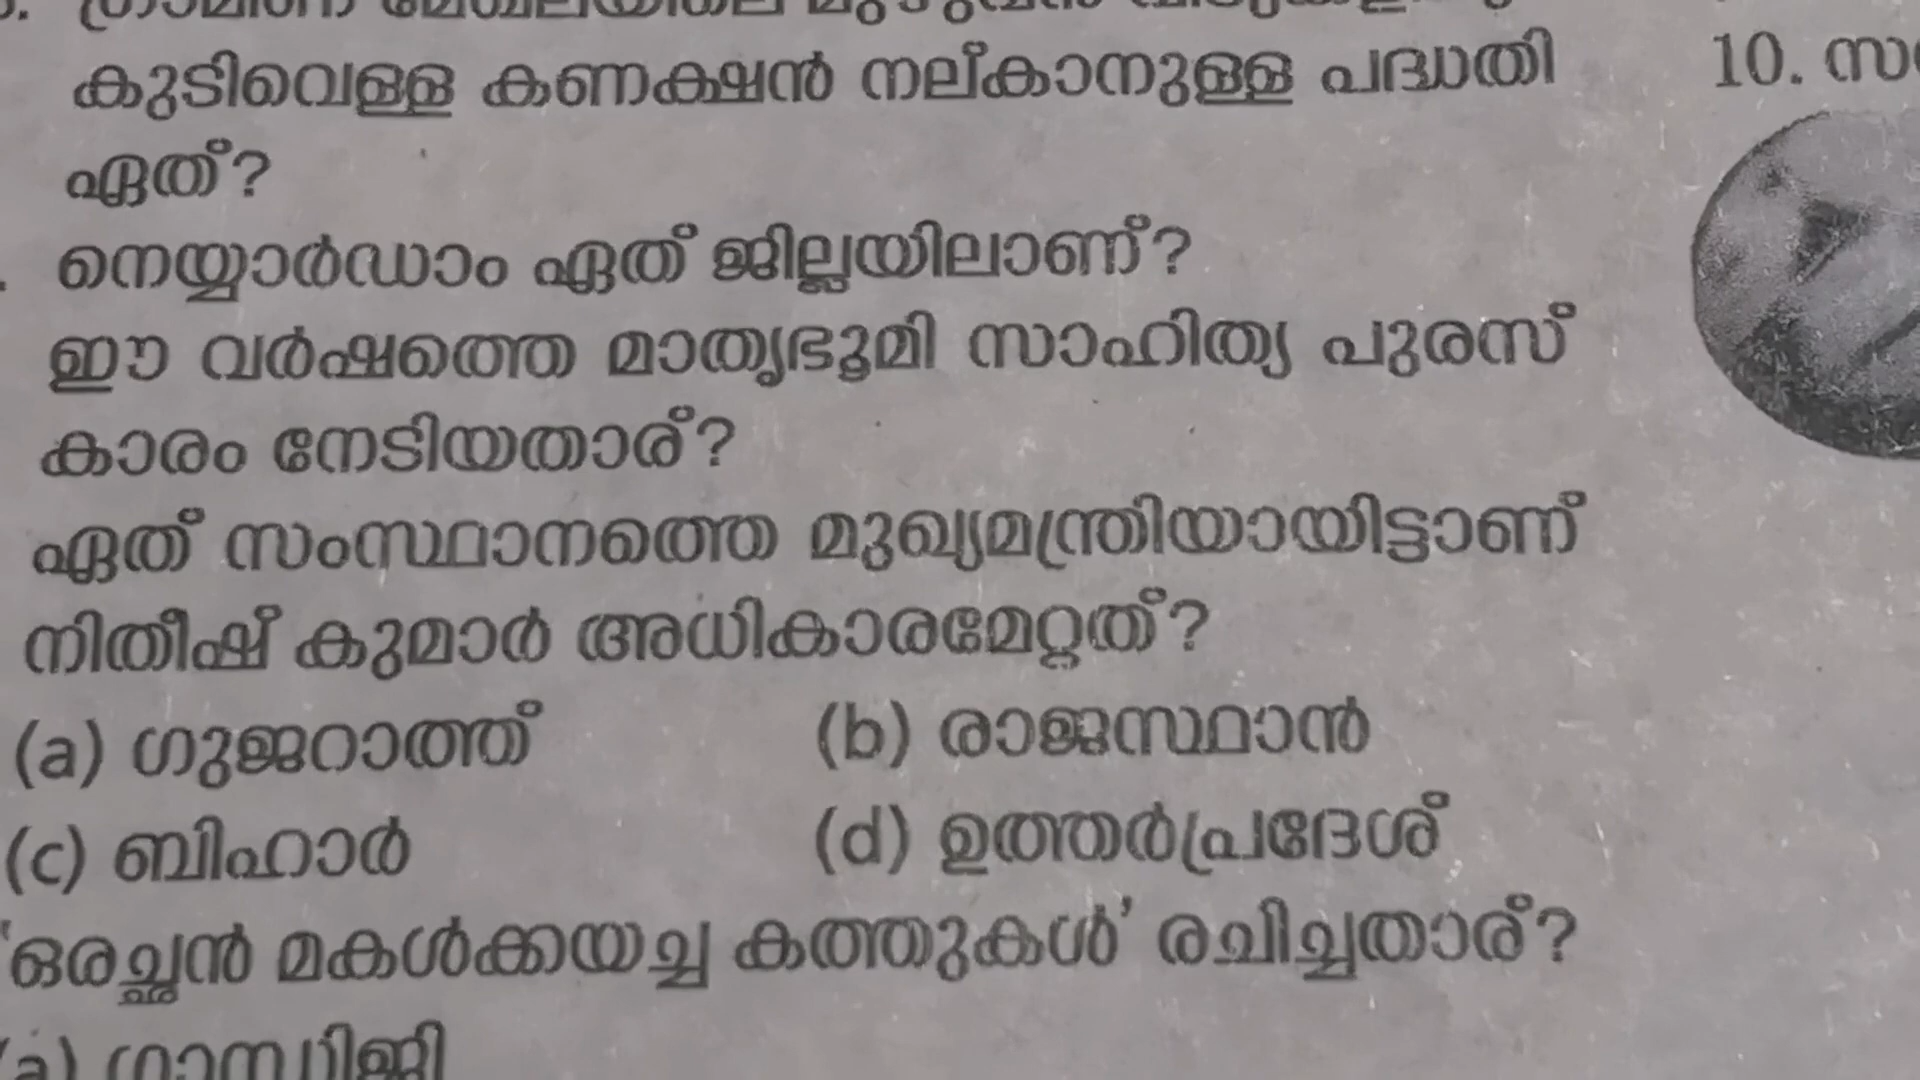 കുടിവെള്ള കണക്ഷൻ നല്കാനുള്ള പദ്ധതി
ഏത്?
നെയ്യാർഡാം ഏത് ജില്ലയിലാണ്?
ഈ വർഷത്തെ മാതൃഭൂമി സാഹിത്യ പുരസ്
കാരം നേടിയതാര്?
ഏത് സംസ്ഥാനത്തെ മുഖ്യമന്ത്രിയായിട്ടാണ്
നിതീഷ് കുമാർ അധികാരമേറ്റത്?
(a) ഗുജറാത്ത് (b) രാജസ്ഥാൻ
(c) ബിഹാർ (d) ഉത്തർപ്രദേശ്
'ഒരച്ഛൻ മകൾക്കയച്ച കത്തുകൾ' രചിച്ചതാര്?
(a) ഗാന്ധിജി
10.